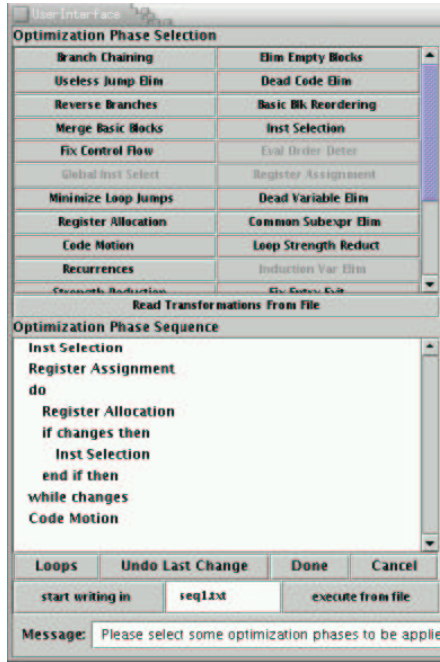 User Interface
Optimization Phase Selection
Branch Chaining Elim Empty Blocks
Useless Jump Elim Dead Code Elim
Reverse Branches Basic Blk Reordering
Merge Basic Blocks Inst Selection
Fix Control Flow Eval Order Deter
Global Inst Select Register Assignment
Minimize Loop Jumps Dead Variable Elim
Register Allocation Common Subexpr Elim
Code Motion Loop Strength Reduct
Recurrences Induction Var Elim
Strength Reduction Fix Entry Exit
Read Transformations From File
Optimization Phase Sequence
Inst Selection
Register Assignment
do
Register Allocation
if changes then
Inst Selection
end if then
while changes
Code Motion
Loops Undo Last Change Done Cancel
start writing in seq1.txt execute from file
Message: Please select some optimization phases to be applie